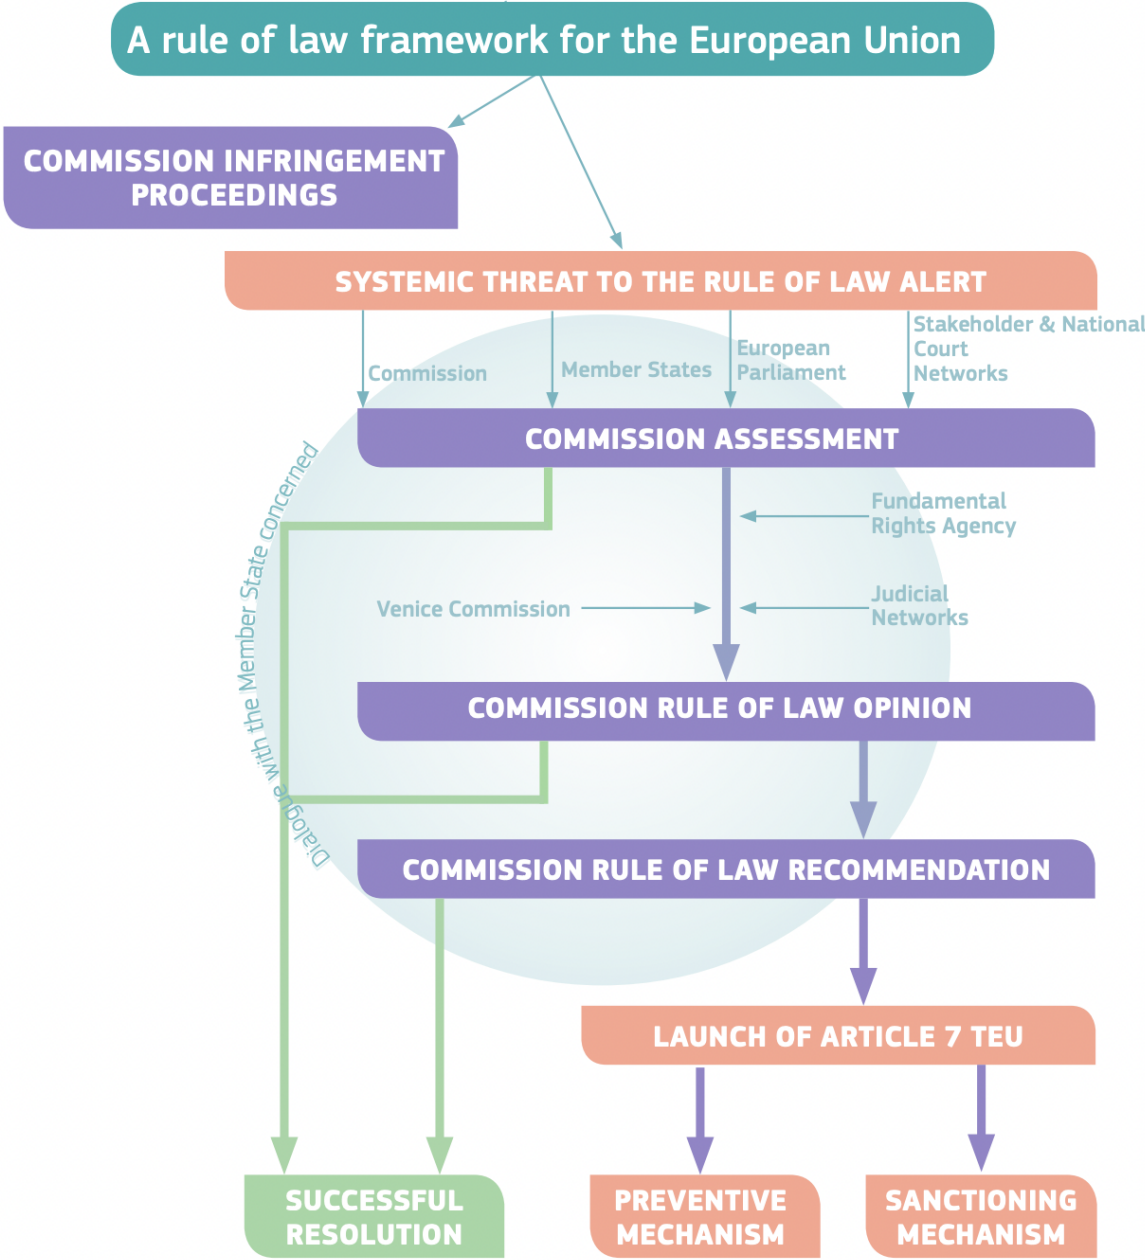 A rule of law framework for the European Union
COMMISSION INFRINGEMENT
PROCEEDINGS
SYSTEMIC THREAT TO THE RULE OF LAW ALERT
Commission
Member States
European
Parliament
Stakeholder & National
Court
Networks
COMMISSION ASSESSMENT
Dialogue with the Member State concerned
Fundamental
Rights Agency
Venice Commission
Judicial
Networks
COMMISSION RULE OF LAW OPINION
COMMISSION RULE OF LAW RECOMMENDATION
LAUNCH OF ARTICLE 7 TEU
SUCCESSFUL
RESOLUTION
PREVENTIVE
MECHANISM
SANCTIONING
MECHANISM